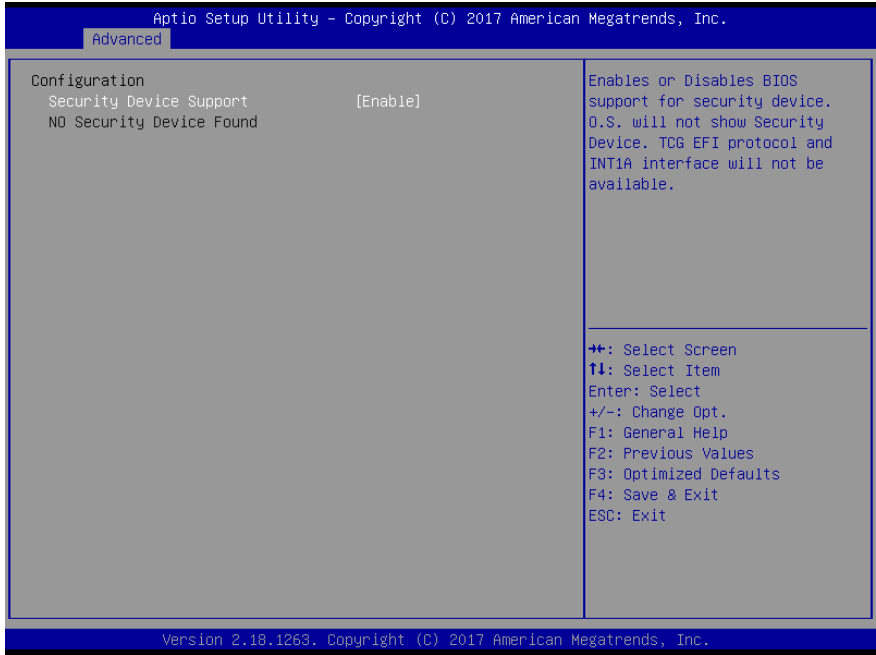 Aptio Setup Utility – Copyright (C) 2017 American Megatrends, Inc.
Advanced
Configuration
Security Device Support [Enable]
NO Security Device Found
Enables or Disables BIOS
support for security device.
O.S. will not show Security
Device. TCG EFI protocol and
INT1A interface will not be
available.
→←: Select Screen
↑↓: Select Item
Enter: Select
+/-: Change Opt.
F1: General Help
F2: Previous Values
F3: Optimized Defaults
F4: Save & Exit
ESC: Exit
Version 2.18.1263. Copyright (C) 2017 American Megatrends, Inc.